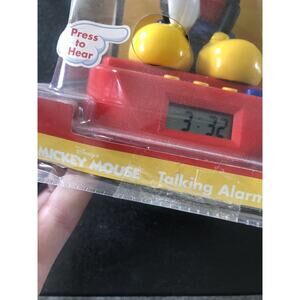 Press
to
Hear
3:32
Disney
MICKEY MOUSE Talking Alarm